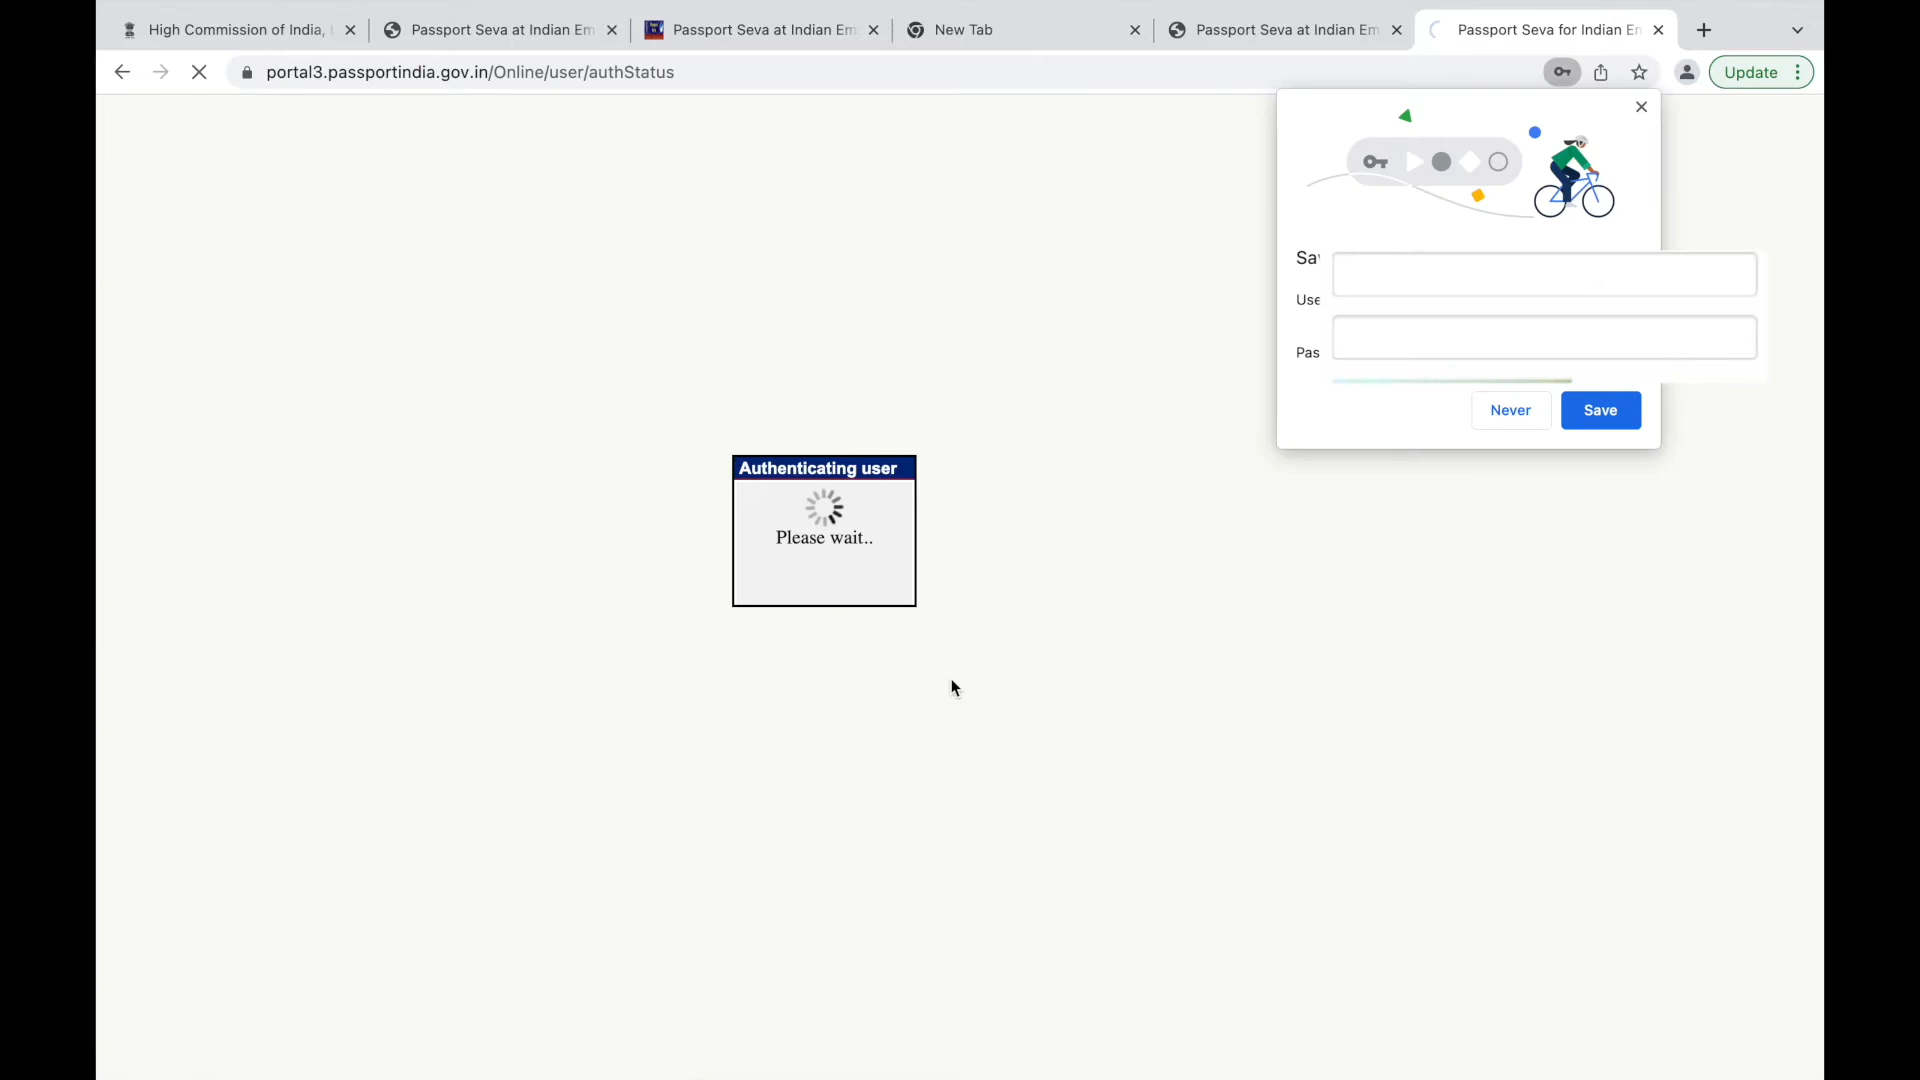 High Commission of India,
Passport Seva at Indian Em
Passport Seva at Indian Em
New Tab
Passport Seva at Indian Em
Passport Seva for Indian En
portal3.passportindia.gov.in/Online/user/authStatus
Update
Sav
Use
Pas
Never
Save
Authenticating user
Please wait..